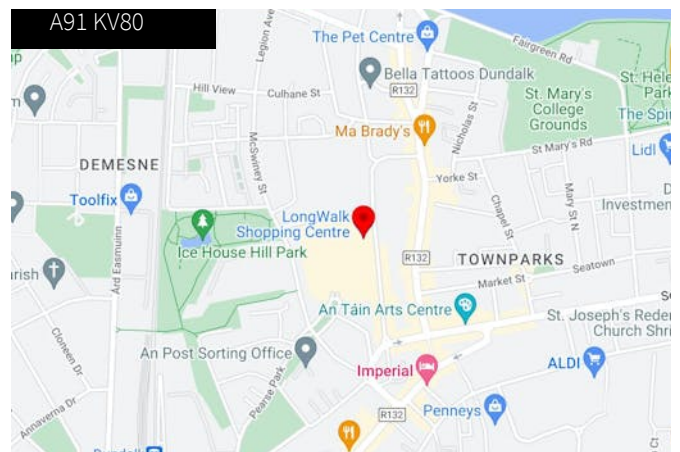 A91 KV80
Legion Ave
The Pet Centre
Fairgreen Rd
Bella Tattoos Dundalk
R132
Hill View
Culhane St
St. Mary's
College
Grounds
St. Hele
Park
The Spi
Nicholas St
McSwiney St
Ma Brady's
St Mary's Rd
Lidl
DEMESNE
Yorke St
Toolfix
Chapel St
Mary St N
Investmen
LongWalk
Shopping Centre
Ice House Hill Park
R132
TOWNPARKS
Seatown
Market St
arish
Ard Easmuinn
An Táin Arts Centre
St. Joseph's Reder
Church Shri
An Post Sorting Office
Cloneen Dr
Pearse Park
Imperial
ALDI
Annaverna Dr
R132
Penneys